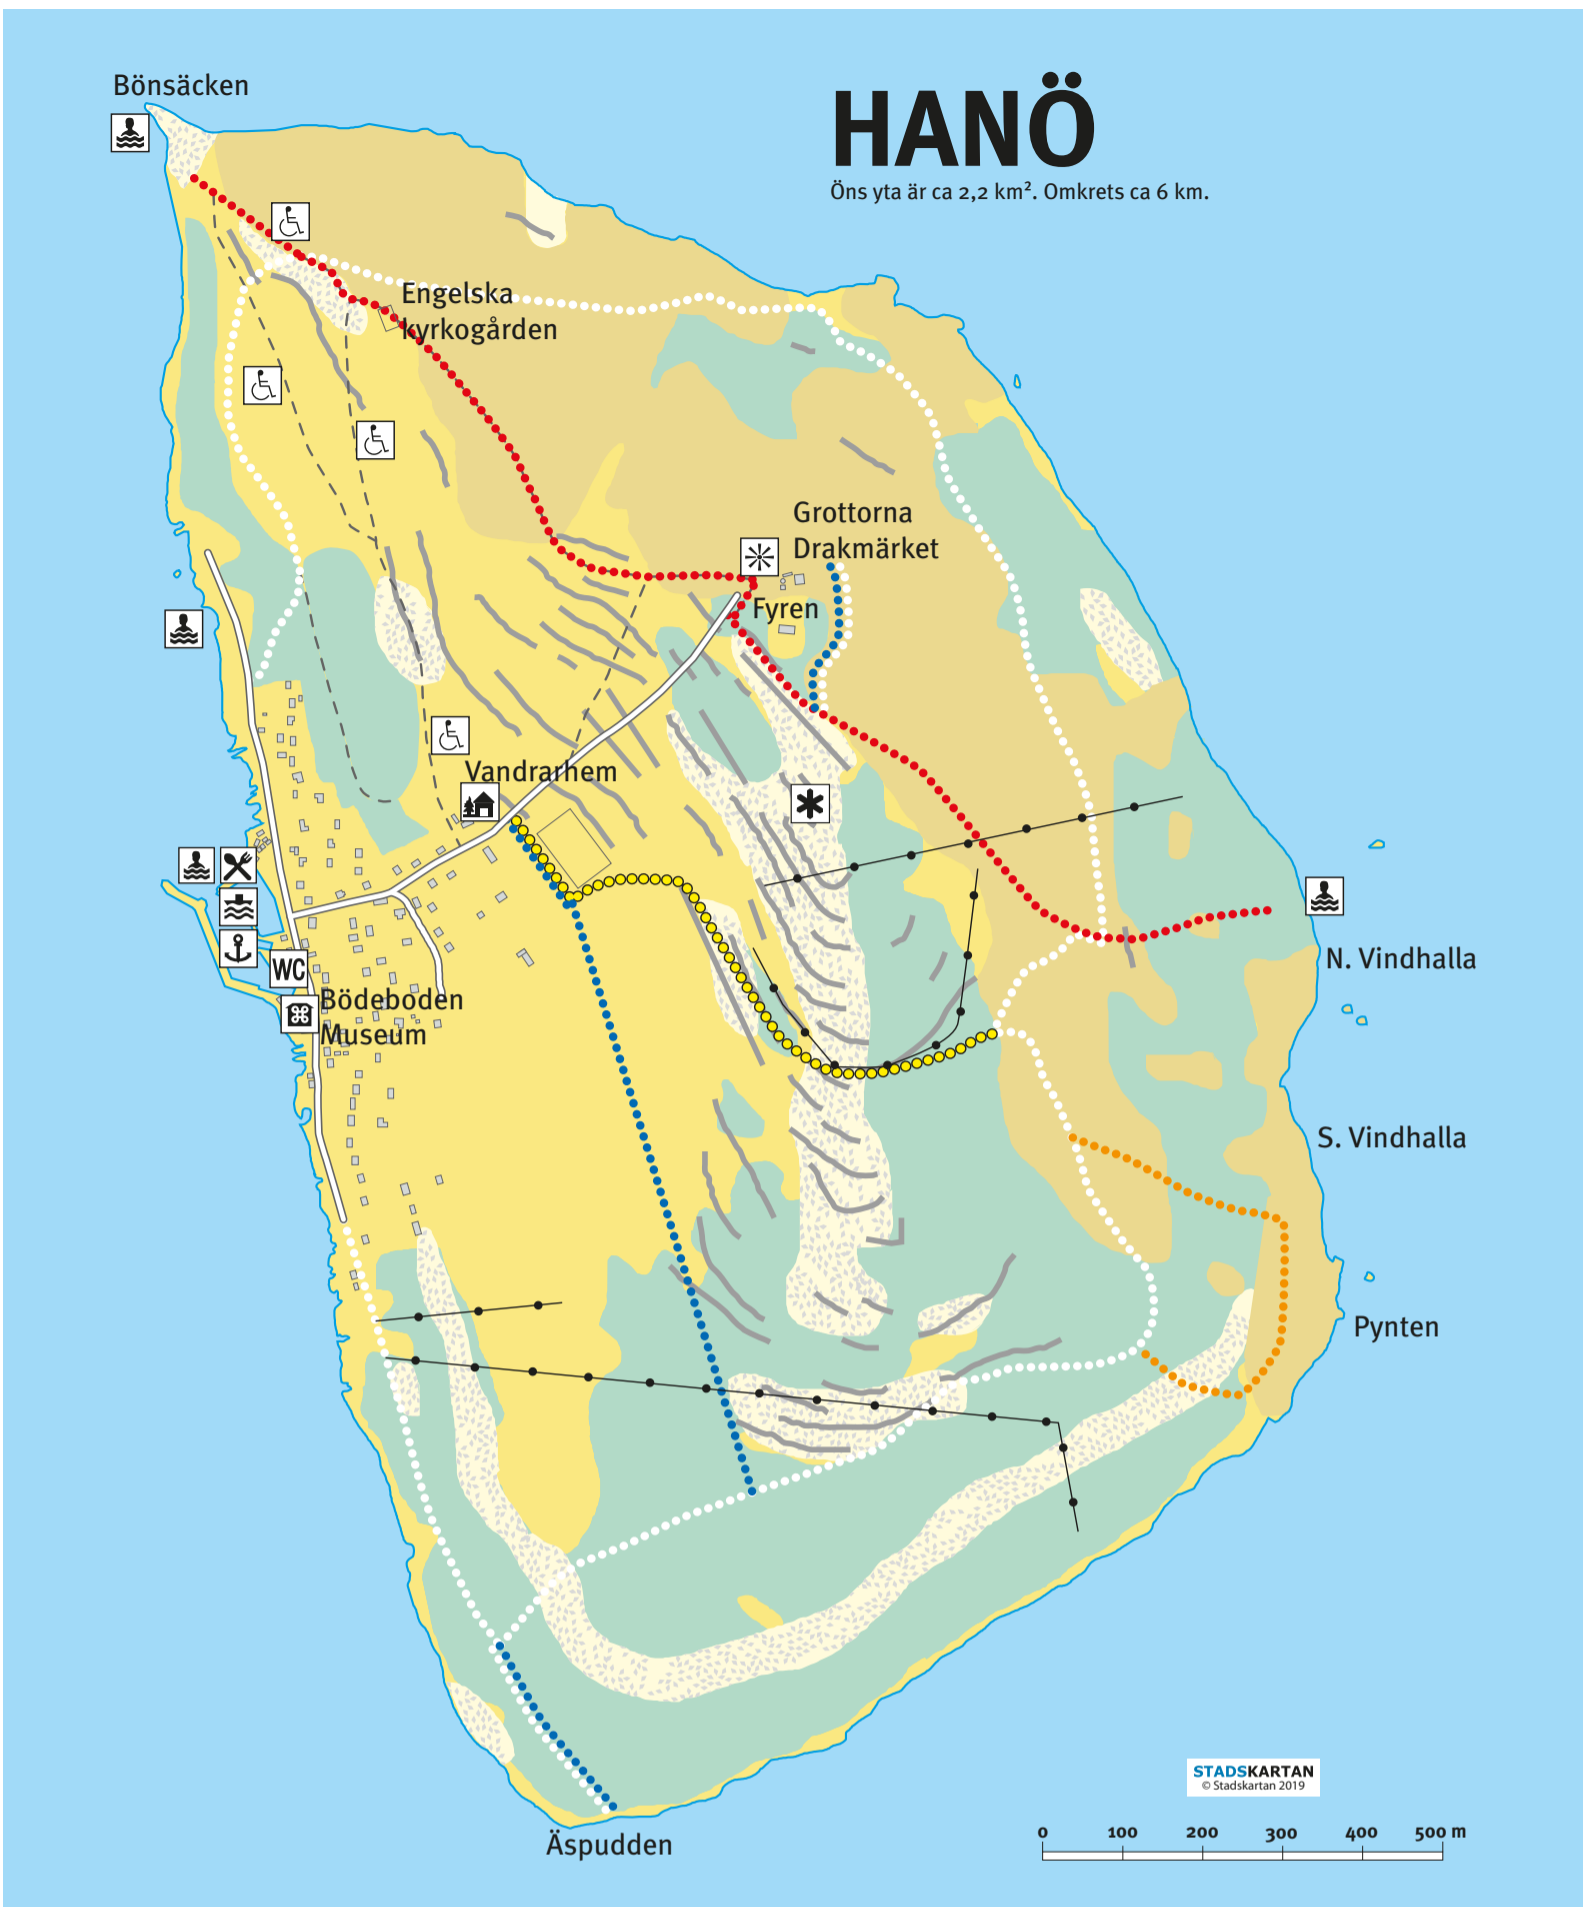 Bönsäcken
HANÖ
Öns yta är ca 2,2 km². Omkrets ca 6 km.
Engelska
kyrkogården
Grottorna
Drakmärket
Fyren
Vandrarhem
WC
Bödeboden
Museum
N. Vindhalla
S. Vindhalla
Pynten
Äspudden
STADSKARTAN
© Stadskartan 2019
0 100 200 300 400 500 m